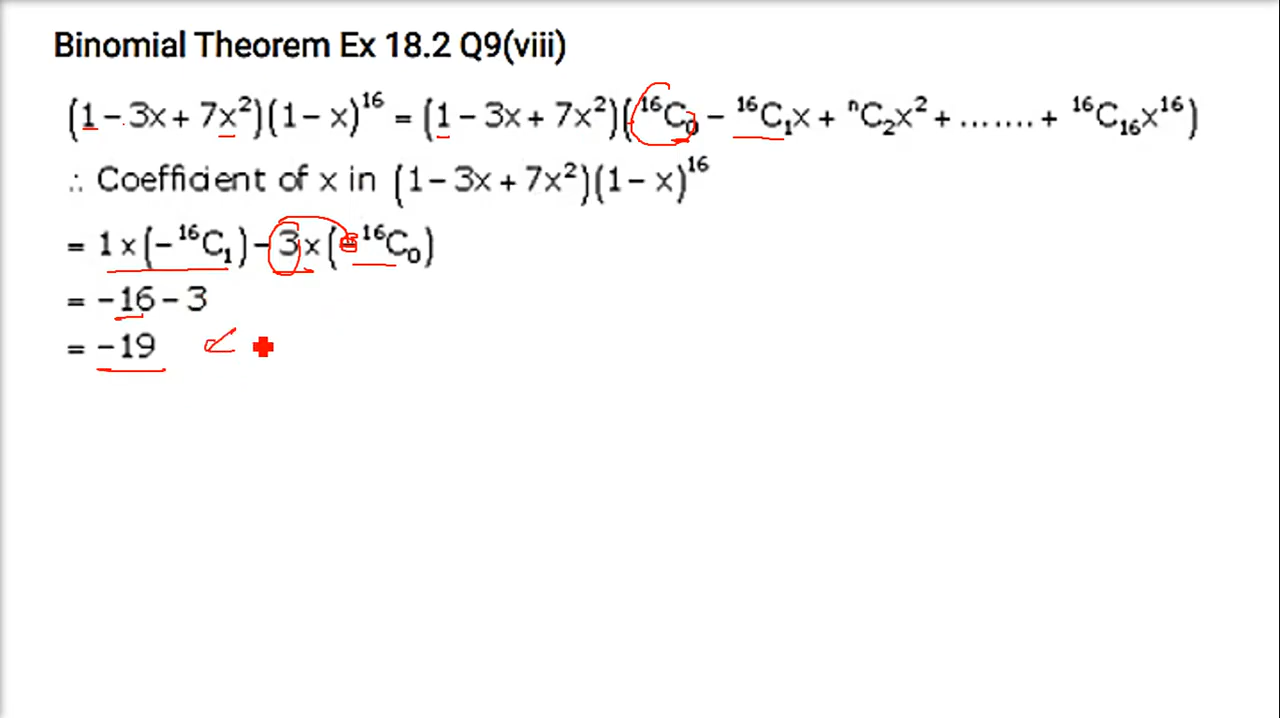 Binomial Theorem Ex 18.2 Q9(viii)
(1 − 3x + 7x²)(1 − x)¹⁶ = (1 − 3x + 7x²)(¹⁶C₀ − ¹⁶C₁x + ⁿC₂x² + ....... + ¹⁶C₁₆x¹⁶)
∴ Coefficient of x in (1 − 3x + 7x²)(1 − x)¹⁶
= 1 × (− ¹⁶C₁) − 3 × (− ¹⁶C₀)
= −16 − 3
= −19